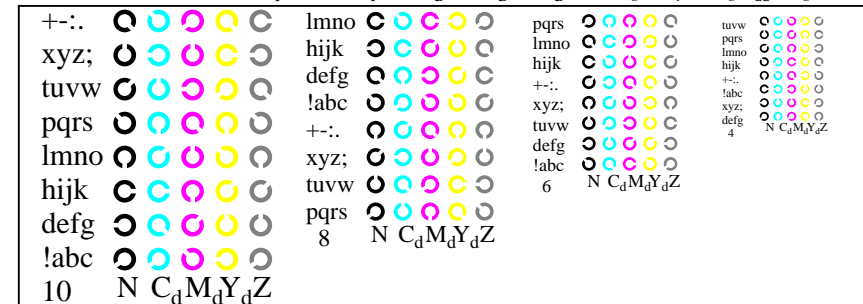 +-:.
xyz;
tuvw
pqrs
lmno
hijk
defg
!abc
10 N CdMdYdZ
lmno
hijk
defg
!abc
+-:.
xyz;
tuvw
pqrs
8 N CdMdYdZ
pqrs
lmno
hijk
+-:.
xyz;
tuvw
defg
!abc
6 N CdMdYdZ
tuvw
pqrs
lmno
hijk
+-:.
!abc
xyz;
defg
4 N CdMdYdZ